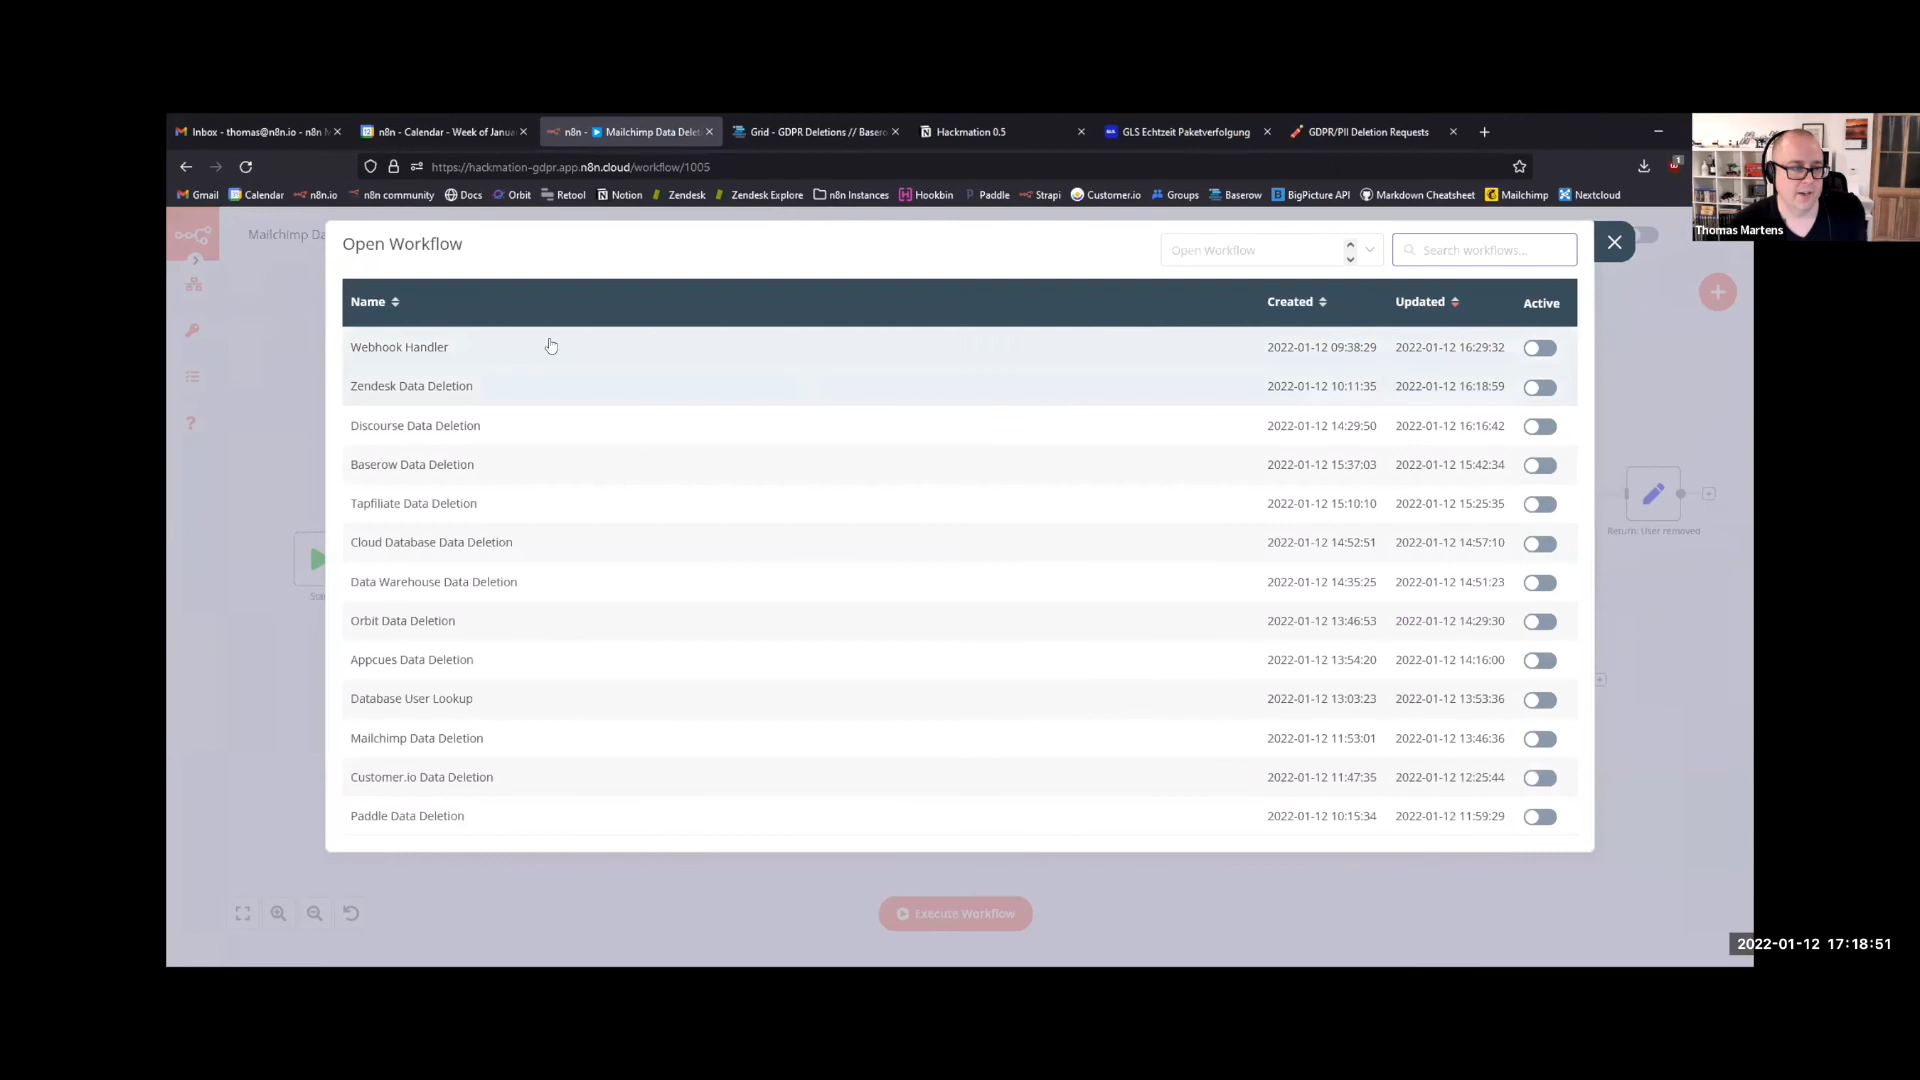 Inbox - thomas@n8n.io - n8n M
n8n - Calendar - Week of Janua
n8n - Mailchimp Data Delet
Grid - GDPR Deletions // Basero
Hackmation 0.5
GLS Echtzeit Paketverfolgung
GDPR/PII Deletion Requests
https://hackmation-gdpr.app.n8n.cloud/workflow/1005
1
Gmail Calendar n8n.io n8n community Docs Orbit Retool Notion Zendesk Zendesk Explore n8n Instances Hookbin Paddle Strapi Customer.io Groups Baserow BigPicture API Markdown Cheatsheet Mailchimp Nextcloud
Thomas Martens
Mailchimp Da
Open Workflow
Open Workflow
Search workflows...
Name Created Updated Active
Webhook Handler 2022-01-12 09:38:29 2022-01-12 16:29:32
Zendesk Data Deletion 2022-01-12 10:11:35 2022-01-12 16:18:59
Discourse Data Deletion 2022-01-12 14:29:50 2022-01-12 16:16:42
Baserow Data Deletion 2022-01-12 15:37:03 2022-01-12 15:42:34
Tapfiliate Data Deletion 2022-01-12 15:10:10 2022-01-12 15:25:35
Cloud Database Data Deletion 2022-01-12 14:52:51 2022-01-12 14:57:10
Data Warehouse Data Deletion 2022-01-12 14:35:25 2022-01-12 14:51:23
Orbit Data Deletion 2022-01-12 13:46:53 2022-01-12 14:29:30
Appcues Data Deletion 2022-01-12 13:54:20 2022-01-12 14:16:00
Database User Lookup 2022-01-12 13:03:23 2022-01-12 13:53:36
Mailchimp Data Deletion 2022-01-12 11:53:01 2022-01-12 13:46:36
Customer.io Data Deletion 2022-01-12 11:47:35 2022-01-12 12:25:44
Paddle Data Deletion 2022-01-12 10:15:34 2022-01-12 11:59:29
Return: User removed
Sta
Execute Workflow
2022-01-12 17:18:51